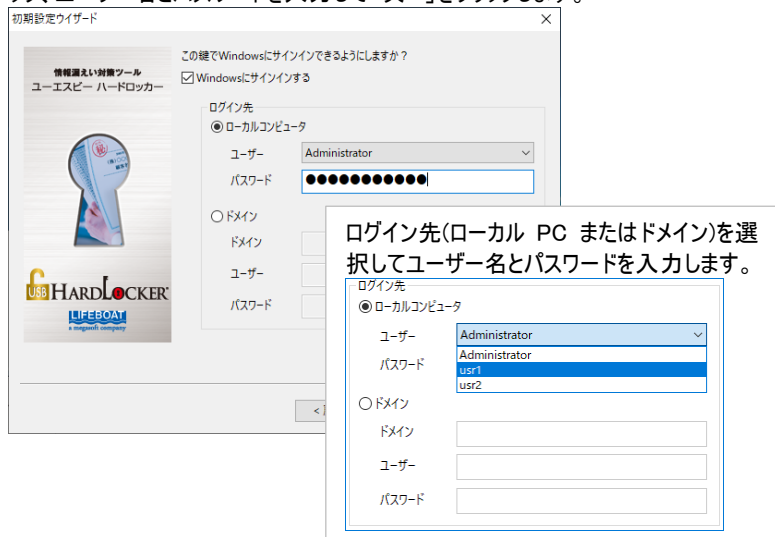 初期設定ウイザード
この鍵でWindowsにサインインできるようにしますか？
Windowsにサインインする
情報漏えい対策ツール
ユーエスビー ハードロッカー
ログイン先
ローカルコンピュータ
ユーザー Administrator
パスワード ●●●●●●●●●●●
ドメイン
ドメイン
ユーザー
パスワード
USB HARDLOCKER
LIFEBOAT
a megasoft company
ログイン先(ローカル PC またはドメイン)を選
択してユーザー名とパスワードを入力します。
ログイン先
ローカルコンピュータ
ユーザー Administrator
Administrator
パスワード usr1
usr2
ドメイン
ドメイン
ユーザー
パスワード